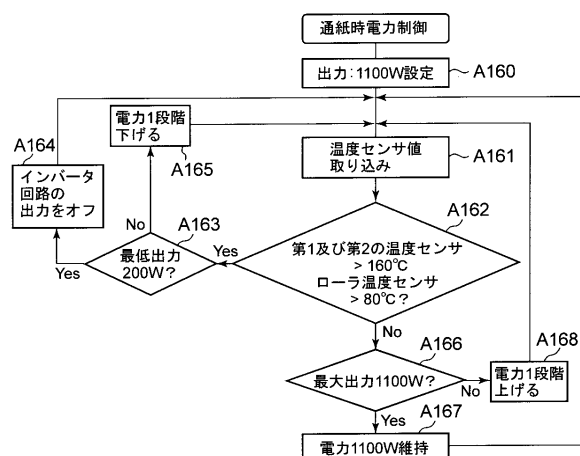 通紙時電力制御
出力:1100W設定
A160
電力1段階
下げる
A165
A164
インバータ
回路の
出力をオフ
温度センサ値
取り込み
A161
A162
第1及び第2の温度センサ
> 160℃
ローラ温度センサ
> 80℃?
No
A163
最低出力
200W?
Yes
Yes
No
A166
最大出力1100W?
No
A168
電力1段階
上げる
Yes
A167
電力1100W維持